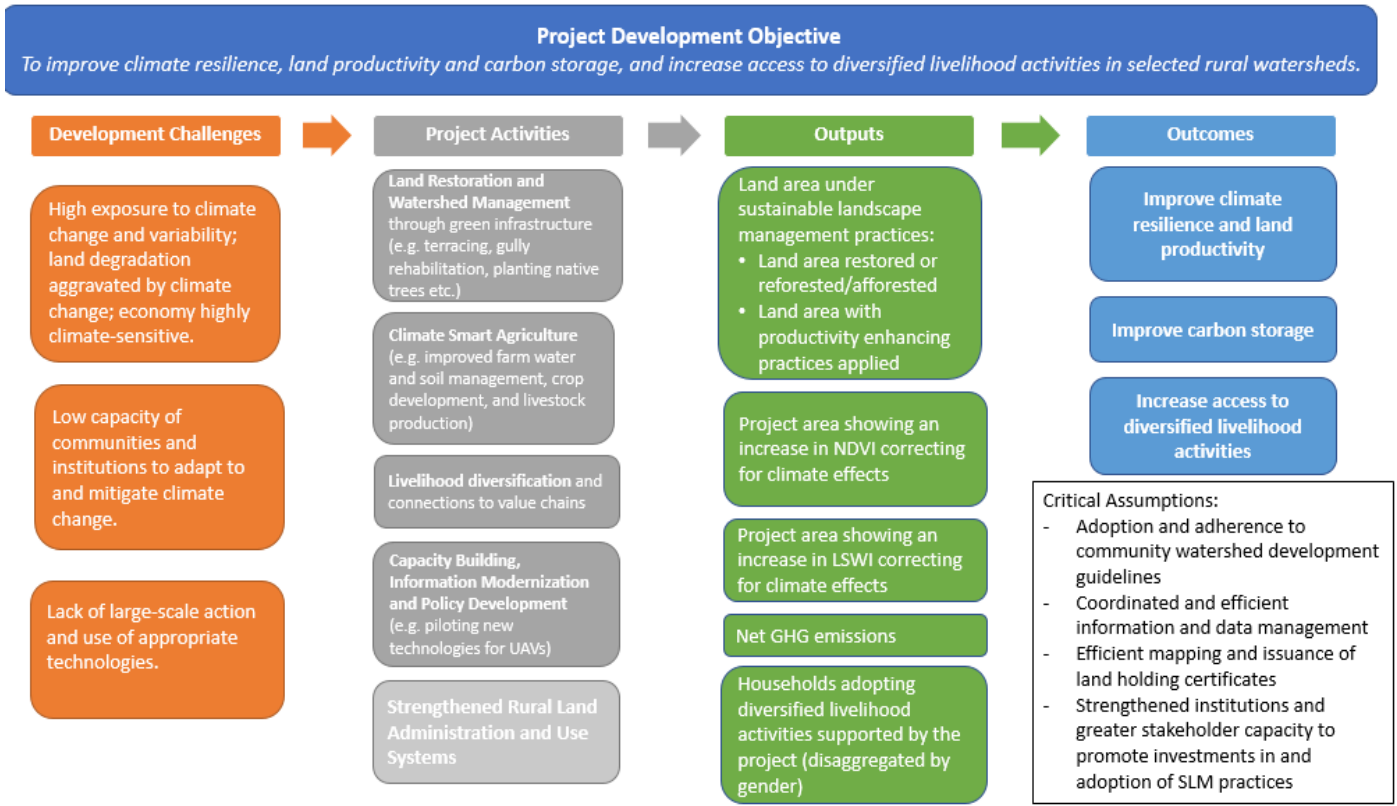 Project Development Objective
To improve climate resilience, land productivity and carbon storage, and increase access to diversified livelihood activities in selected rural watersheds.
Development Challenges
High exposure to climate
change and variability;
land degradation
aggravated by climate
change; economy highly
climate-sensitive.
Low capacity of
communities and
institutions to adapt to
and mitigate climate
change.
Lack of large-scale action
and use of appropriate
technologies.
Project Activities
Land Restoration and
Watershed Management
through green infrastructure
(e.g. terracing, gully
rehabilitation, planting native
trees etc.)
Climate Smart Agriculture
(e.g. improved farm water
and soil management, crop
development, and livestock
production)
Livelihood diversification and
connections to value chains
Capacity Building,
Information Modernization
and Policy Development
(e.g. piloting new
technologies for UAVs)
Strengthened Rural Land
Administration and Use
Systems
Outputs
Land area under
sustainable landscape
management practices:
• Land area restored or
reforested/afforested
• Land area with
productivity enhancing
practices applied
Project area showing an
increase in NDVI correcting
for climate effects
Project area showing an
increase in LSWI correcting
for climate effects
Net GHG emissions
Households adopting
diversified livelihood
activities supported by the
project (disaggregated by
gender)
Outcomes
Improve climate
resilience and land
productivity
Improve carbon storage
Increase access to
diversified livelihood
activities
Critical Assumptions:
- Adoption and adherence to
community watershed development
guidelines
- Coordinated and efficient
information and data management
- Efficient mapping and issuance of
land holding certificates
- Strengthened institutions and
greater stakeholder capacity to
promote investments in and
adoption of SLM practices